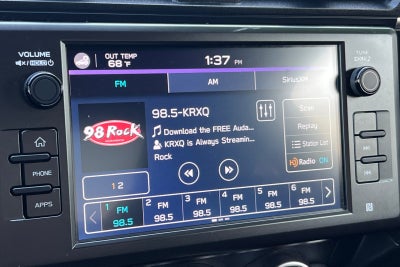 VOLUME
HOLD
OUT TEMP
68°F
1:37 PM
TUNE
FM
AM
SiriusXM
98 ROCK
98.5-KRXQ
Download the FREE Auda...
KRXQ is Always Streamin...
Rock
Scan
Replay
Station List
HD Radio ON
PHONE
APPS
1 2
1 FM 98.5
2 FM 98.5
3 FM 98.5
4 FM 98.5
5 FM 98.5
6 FM 98.5